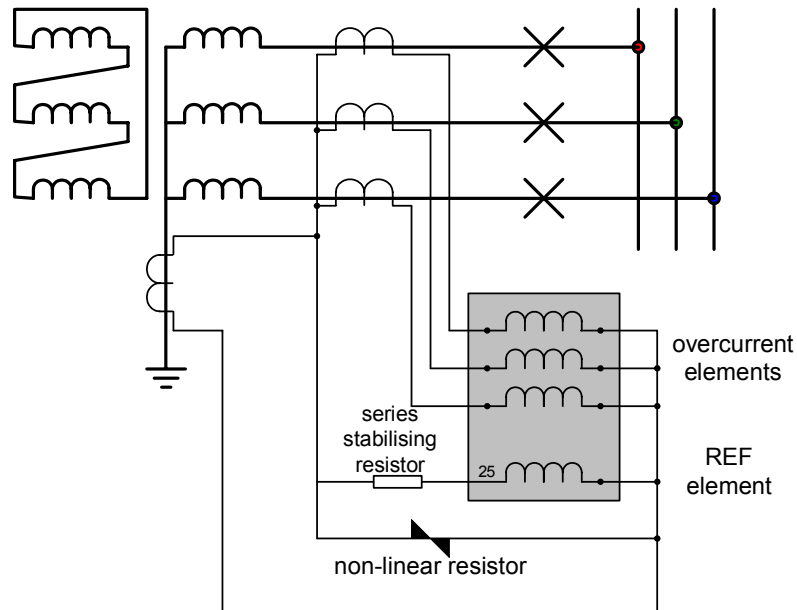 overcurrent
elements
series
stabilising
resistor
25
REF
element
non-linear resistor